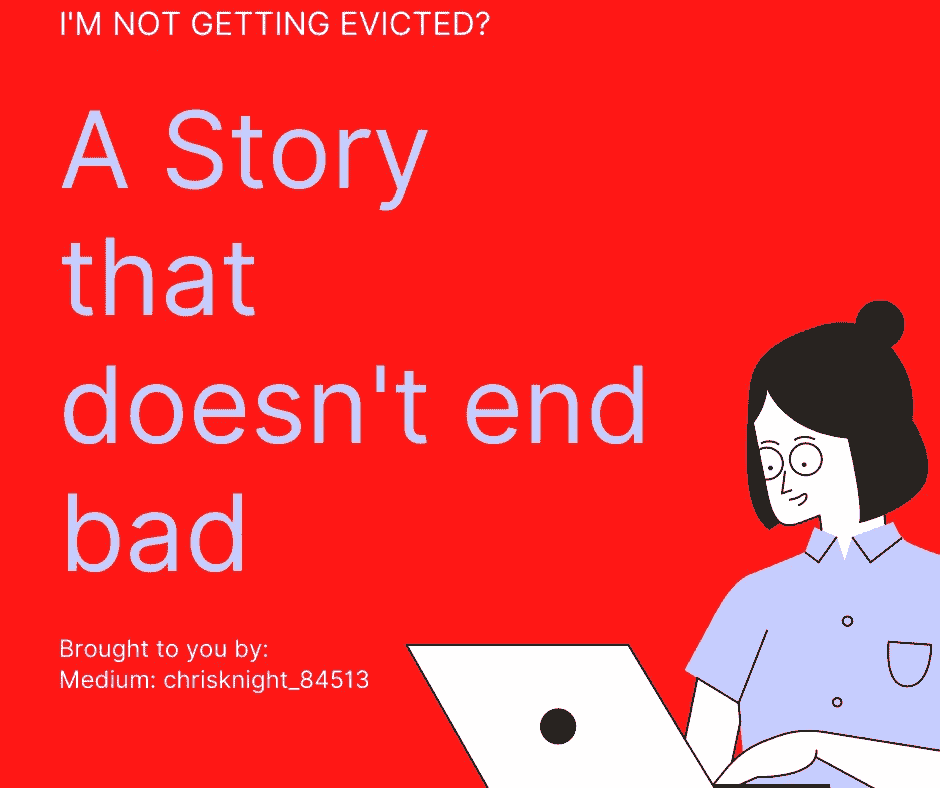 I'M NOT GETTING EVICTED?
A Story
that
doesn't end
bad
Brought to you by:
Medium: chrisknight_84513